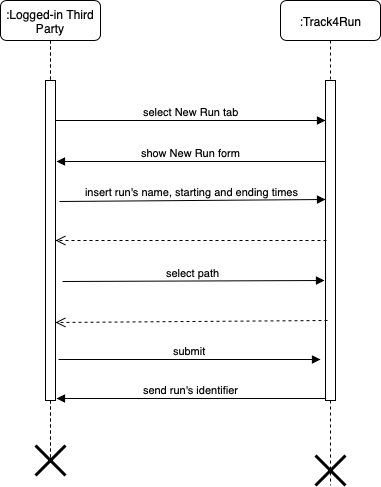 :Logged-in Third
Party
:Track4Run
select New Run tab
show New Run form
insert run's name, starting and ending times
select path
submit
send run's identifier